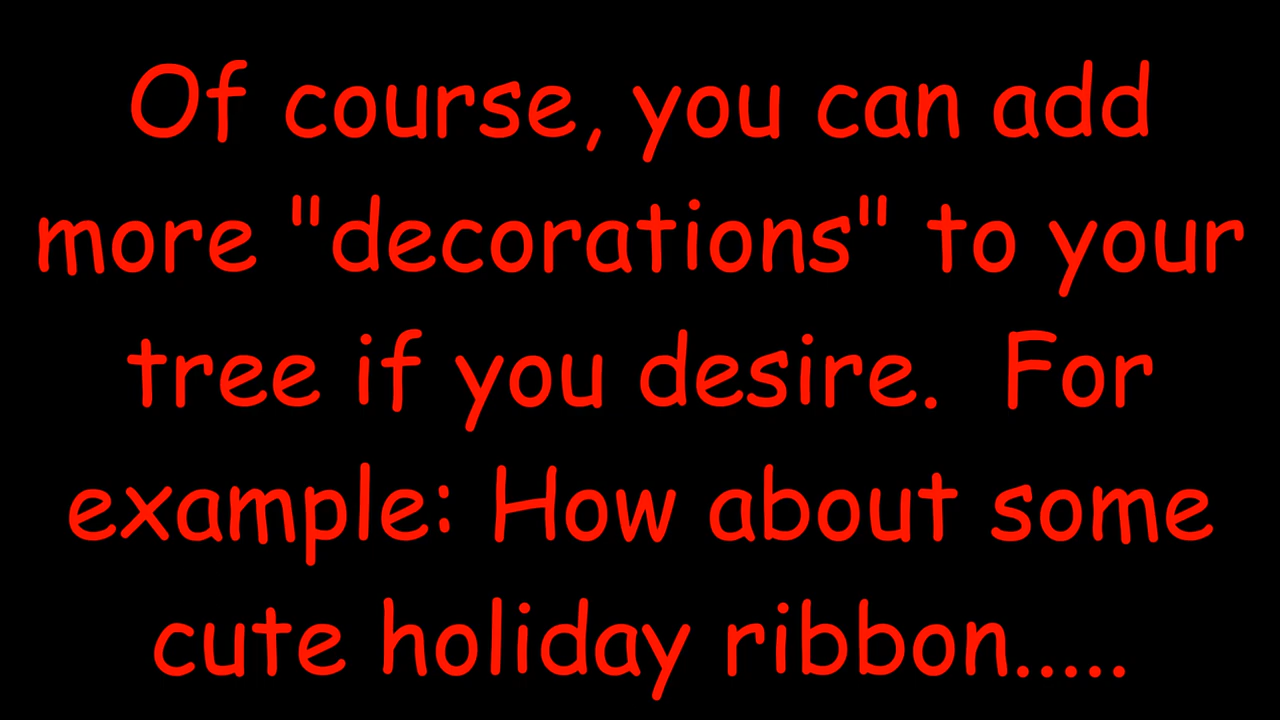 Of course, you can add
more "decorations" to your
tree if you desire.  For
example: How about some
cute holiday ribbon.....